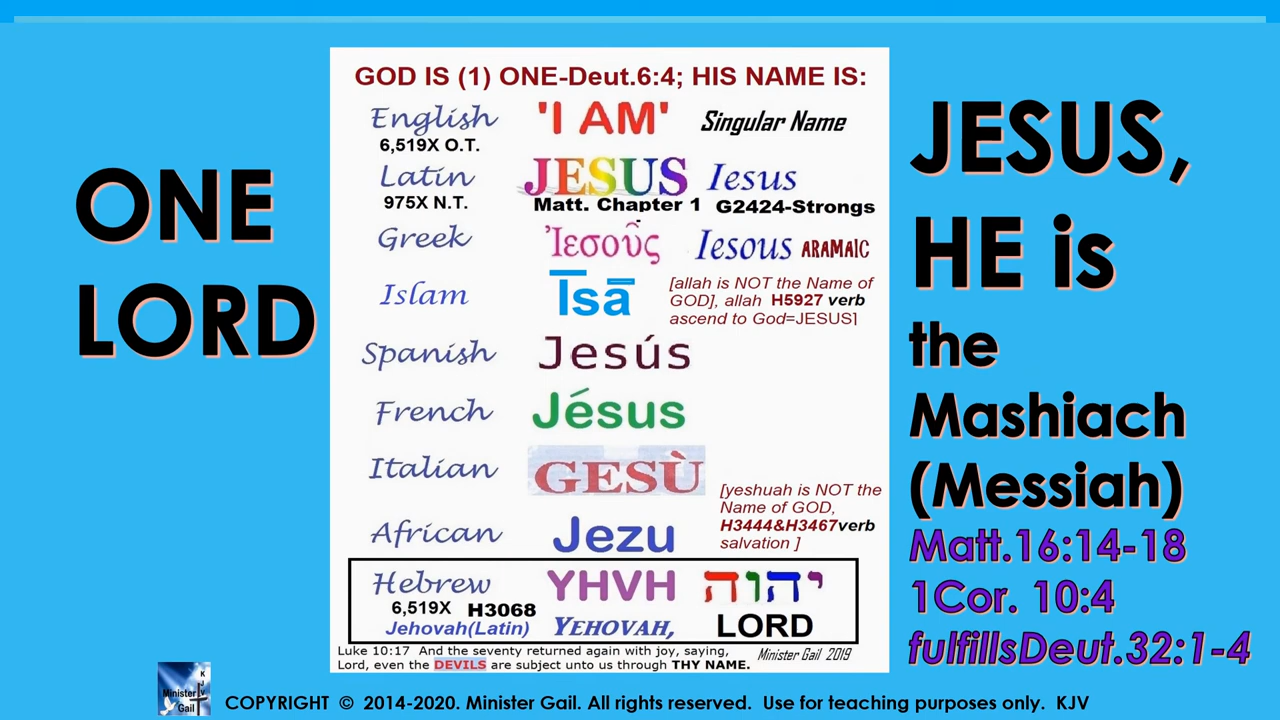 ONE
LORD
GOD IS (1) ONE-Deut.6:4; HIS NAME IS:
English 'I AM' Singular Name
6,519X O.T.
Latin JESUS Iesus
975X N.T. Matt. Chapter 1 G2424-Strongs
Greek Ἰεσοῦς Iesous ARAMAIC
Islam Īsā [allah is NOT the Name of
GOD], allah H5927 verb
ascend to God=JESUS]
Spanish Jesús
French Jésus
Italian GESÙ
[yeshuah is NOT the
Name of GOD,
H3444&H3467verb
salvation ]
African Jezu
Hebrew YHVH יהוה
6,519X H3068
Jehovah(Latin) YEHOVAH, LORD
Luke 10:17 And the seventy returned again with joy, saying,
Lord, even the DEVILS are subject unto us through THY NAME.
Minister Gail 2019
JESUS,
HE is
the
Mashiach
(Messiah)
Matt.16:14-18
1Cor. 10:4
fulfillsDeut.32:1-4
Minister
Gail
KJV
COPYRIGHT © 2014-2020. Minister Gail. All rights reserved. Use for teaching purposes only. KJV